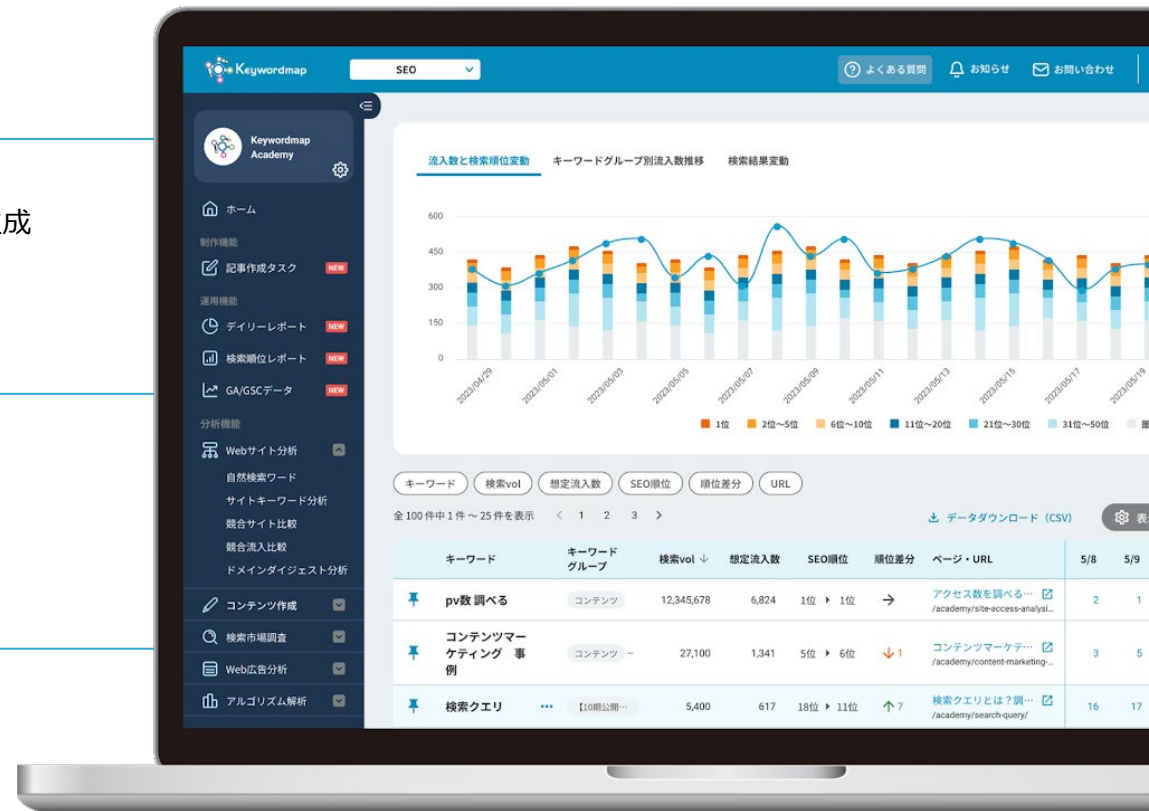 Keywordmap
SEO
よくある質問
お知らせ
お問い合わせ
Keywordmap
Academy
成
ホーム
制作機能
記事作成タスク NEW
運用機能
デイリーレポート NEW
検索順位レポート NEW
GA/GSCデータ NEW
分析機能
Webサイト分析
自然検索ワード
サイトキーワード分析
競合サイト比較
競合流入比較
ドメインダイジェスト分析
コンテンツ作成
検索市場調査
Web広告分析
アルゴリズム解析
流入数と検索順位変動 キーワードグループ別流入数推移 検索結果変動
600
450
300
150
0
2023/04/29 2023/05/01 2023/05/03 2023/05/05 2023/05/07 2023/05/09 2023/05/11 2023/05/13 2023/05/15 2023/05/17 2023/05/19
1位 2位〜5位 6位〜10位 11位〜20位 21位〜30位 31位〜50位
キーワード 検索vol 想定流入数 SEO順位 順位差分 URL
全100件中1件〜25件を表示 < 1 2 3 >
データダウンロード（CSV）
表
キーワード キーワード
グループ 検索vol ↓ 想定流入数 SEO順位 順位差分 ページ・URL 5/8 5/9
pv数 調べる コンテンツ 12,345,678 6,824 1位 ▶ 1位 → アクセス数を調べる… 2 1
/academy/site-access-analysi...
コンテンツマー
ケティング 事
例 コンテンツ 27,100 1,341 5位 ▶ 6位 ↓1 コンテンツマーケテ… 3 5
/academy/content-marketing-...
検索クエリ ••• 【10期公開… 5,400 617 18位 ▶ 11位 ↑7 検索クエリとは？調… 16 17
/academy/search-query/